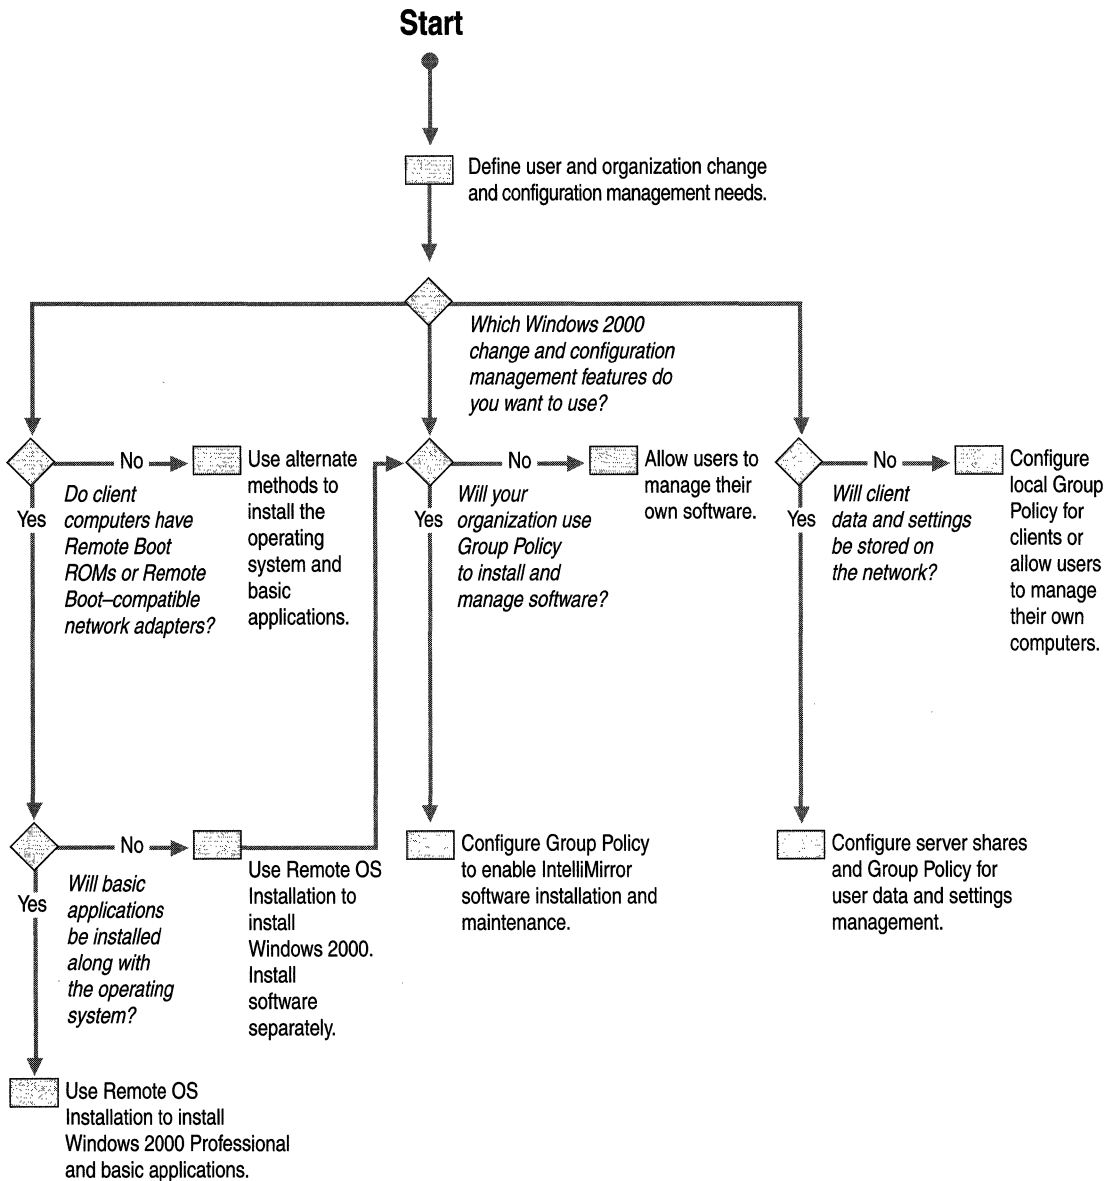 Start
Define user and organization change
and configuration management needs.
Which Windows 2000
change and configuration
management features do
you want to use?
No
Yes
Do client
computers have
Remote Boot
ROMs or Remote
Boot–compatible
network adapters?
Use alternate
methods to
install the
operating
system and
basic
applications.
No
Yes
Will your
organization use
Group Policy
to install and
manage software?
Allow users to
manage their
own software.
No
Yes
Will client
data and settings
be stored on
the network?
Configure
local Group
Policy for
clients or
allow users
to manage
their own
computers.
No
Yes
Will basic
applications
be installed
along with
the operating
system?
Use Remote OS
Installation to
install
Windows 2000.
Install
software
separately.
Configure Group Policy
to enable IntelliMirror
software installation and
maintenance.
Configure server shares
and Group Policy for
user data and settings
management.
Use Remote OS
Installation to install
Windows 2000 Professional
and basic applications.